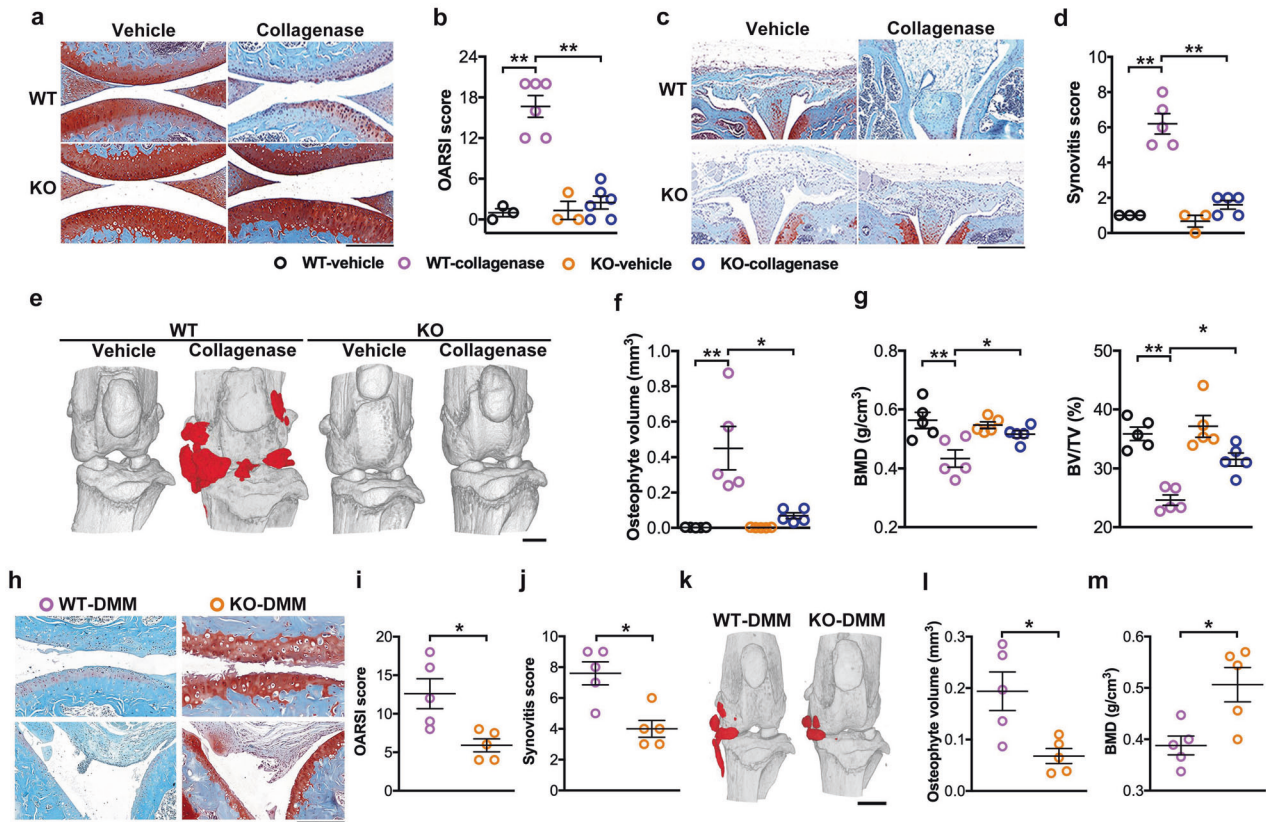 a
Vehicle Collagenase
WT
KO
b
OARSI score
24
18
12
6
0
**
**
c
Vehicle Collagenase
WT
KO
d
Synovitis score
10
8
6
4
2
0
**
**
WT-vehicle WT-collagenase KO-vehicle KO-collagenase
e
WT KO
Vehicle Collagenase Vehicle Collagenase
f
Osteophyte volume (mm³)
1.0
0.8
0.6
0.4
0.2
0.0
**
*
g
BMD (g/cm³)
0.8
0.6
0.4
0.2
**
*
BV/TV (%)
50
40
30
20
**
*
h
WT-DMM KO-DMM
i
OARSI score
20
15
10
5
0
*
j
Synovitis score
10
8
6
4
2
0
*
k
WT-DMM KO-DMM
l
Osteophyte volume (mm³)
0.3
0.2
0.1
0.0
*
m
BMD (g/cm³)
0.6
0.5
0.4
0.3
*